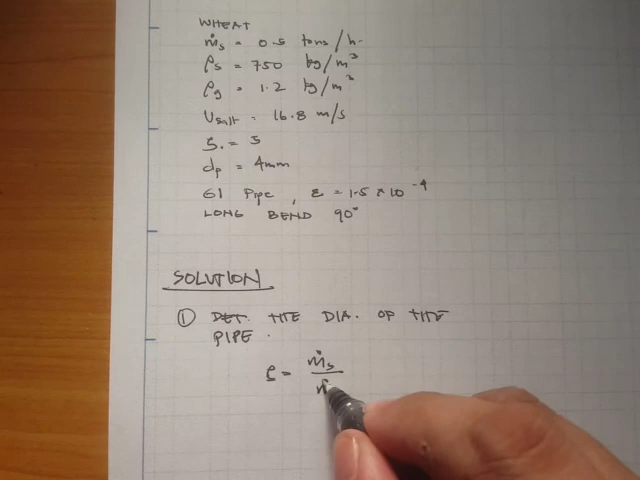 WHEAT
ṁs = 0.5 tons/h.
ρs = 750 kg/m³
ρg = 1.2 kg/m³
Usalt = 16.8 m/s
ζ. = 5
dp = 4mm
GI Pipe, ε = 1.5 x 10⁻⁴
LONG BEND 90°
SOLUTION
① DET. THE DIA. OF THE
PIPE.
ζ = ṁs
ṁ